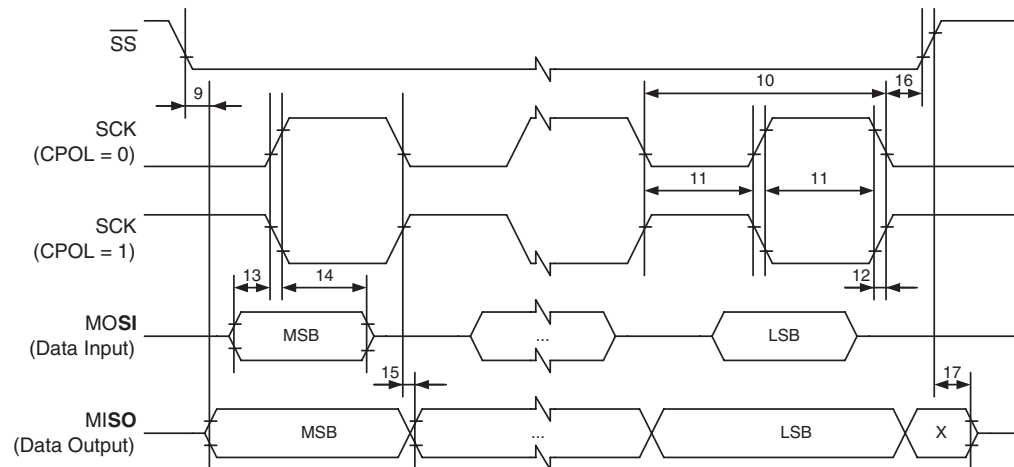 SS
9
10
16
SCK
(CPOL = 0)
11
11
SCK
(CPOL = 1)
13
14
12
MOSI
(Data Input)
MSB
...
LSB
15
17
MISO
(Data Output)
MSB
...
LSB
X